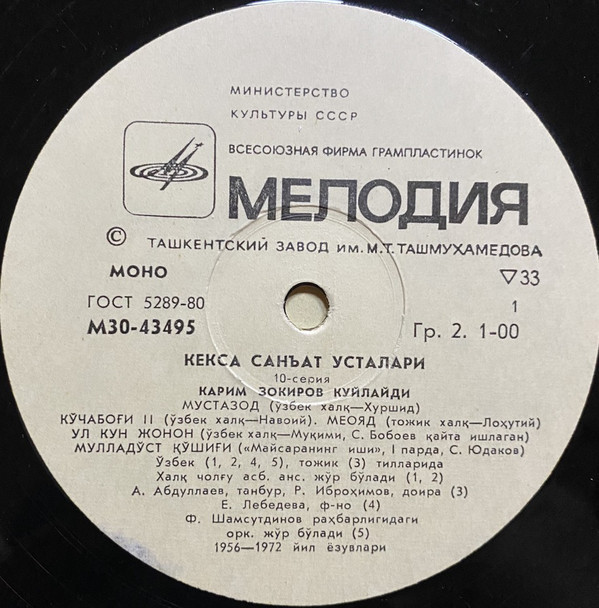 МИНИСТЕРСТВО
КУЛЬТУРЫ СССР
ВСЕСОЮЗНАЯ ФИРМА ГРАМПЛАСТИНОК
МЕЛОДИЯ
© ТАШКЕНТСКИЙ ЗАВОД им. М.Т. ТАШМУХАМЕДОВА
МОНО ▽33
ГОСТ 5289-80 1
М30-43495 Гр. 2. 1-00
КЕКСА САНЪАТ УСТАЛАРИ
10-серия
КАРИМ ЗОКИРОВ КУЙЛАЙДИ
МУСТАЗОД (ўзбек халқ—Хуршид)
КЎЧАБОҒИ II (ўзбек халқ—Навоий). МЕОЯД (тожик халқ—Лоҳутий)
УЛ КУН ЖОНОН (ўзбек халқ—Муқими, С. Бобоев қайта ишлаган)
МУЛЛАДЎСТ ҚЎШИҒИ («Майсаранинг иши», I парда, С. Юдаков)
Ўзбек (1, 2, 4, 5), тожик (3) тилларида
Халқ чолғу асб. анс. жўр бўлади (1, 2)
А. Абдуллаев, танбур, Р. Иброҳимов, доира (3)
Е. Лебедева, ф-но (4)
Ф. Шамсутдинов раҳбарлигидаги
орк. жўр бўлади (5)
1956—1972 йил ёзувлари